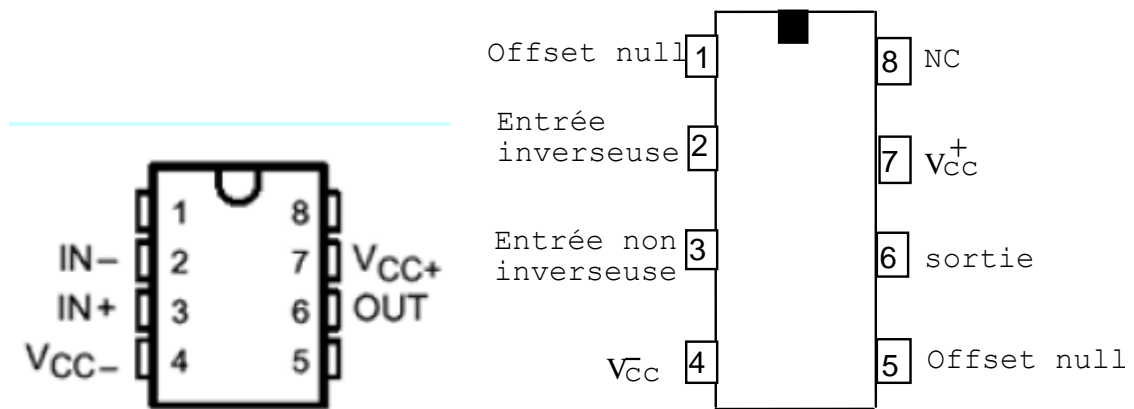 1 8
IN– 2 7 VCC+
IN+ 3 6 OUT
VCC– 4 5
Offset null 1 8 NC
Entrée
inverseuse 2 7 V+CC
Entrée non
inverseuse 3 6 sortie
V-CC 4 5 Offset null